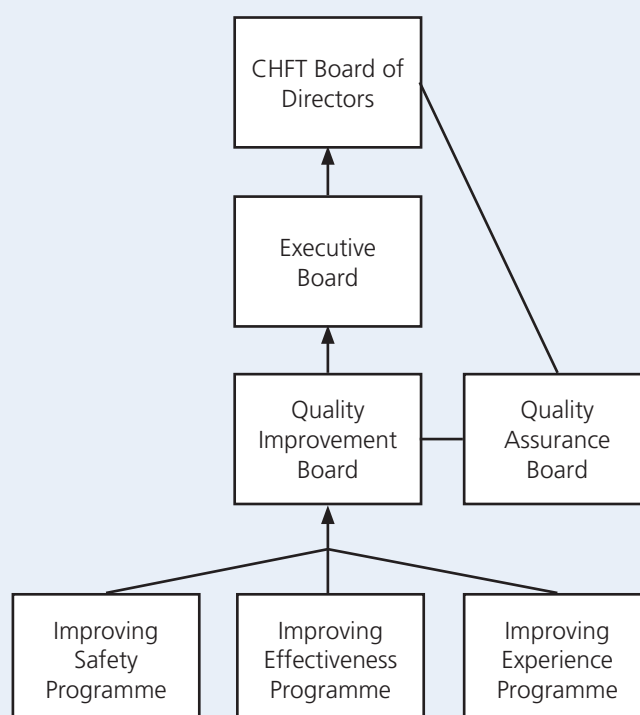 CHFT Board of
Directors
Executive
Board
Quality
Improvement
Board
Quality
Assurance
Board
Improving
Safety
Programme
Improving
Effectiveness
Programme
Improving
Experience
Programme